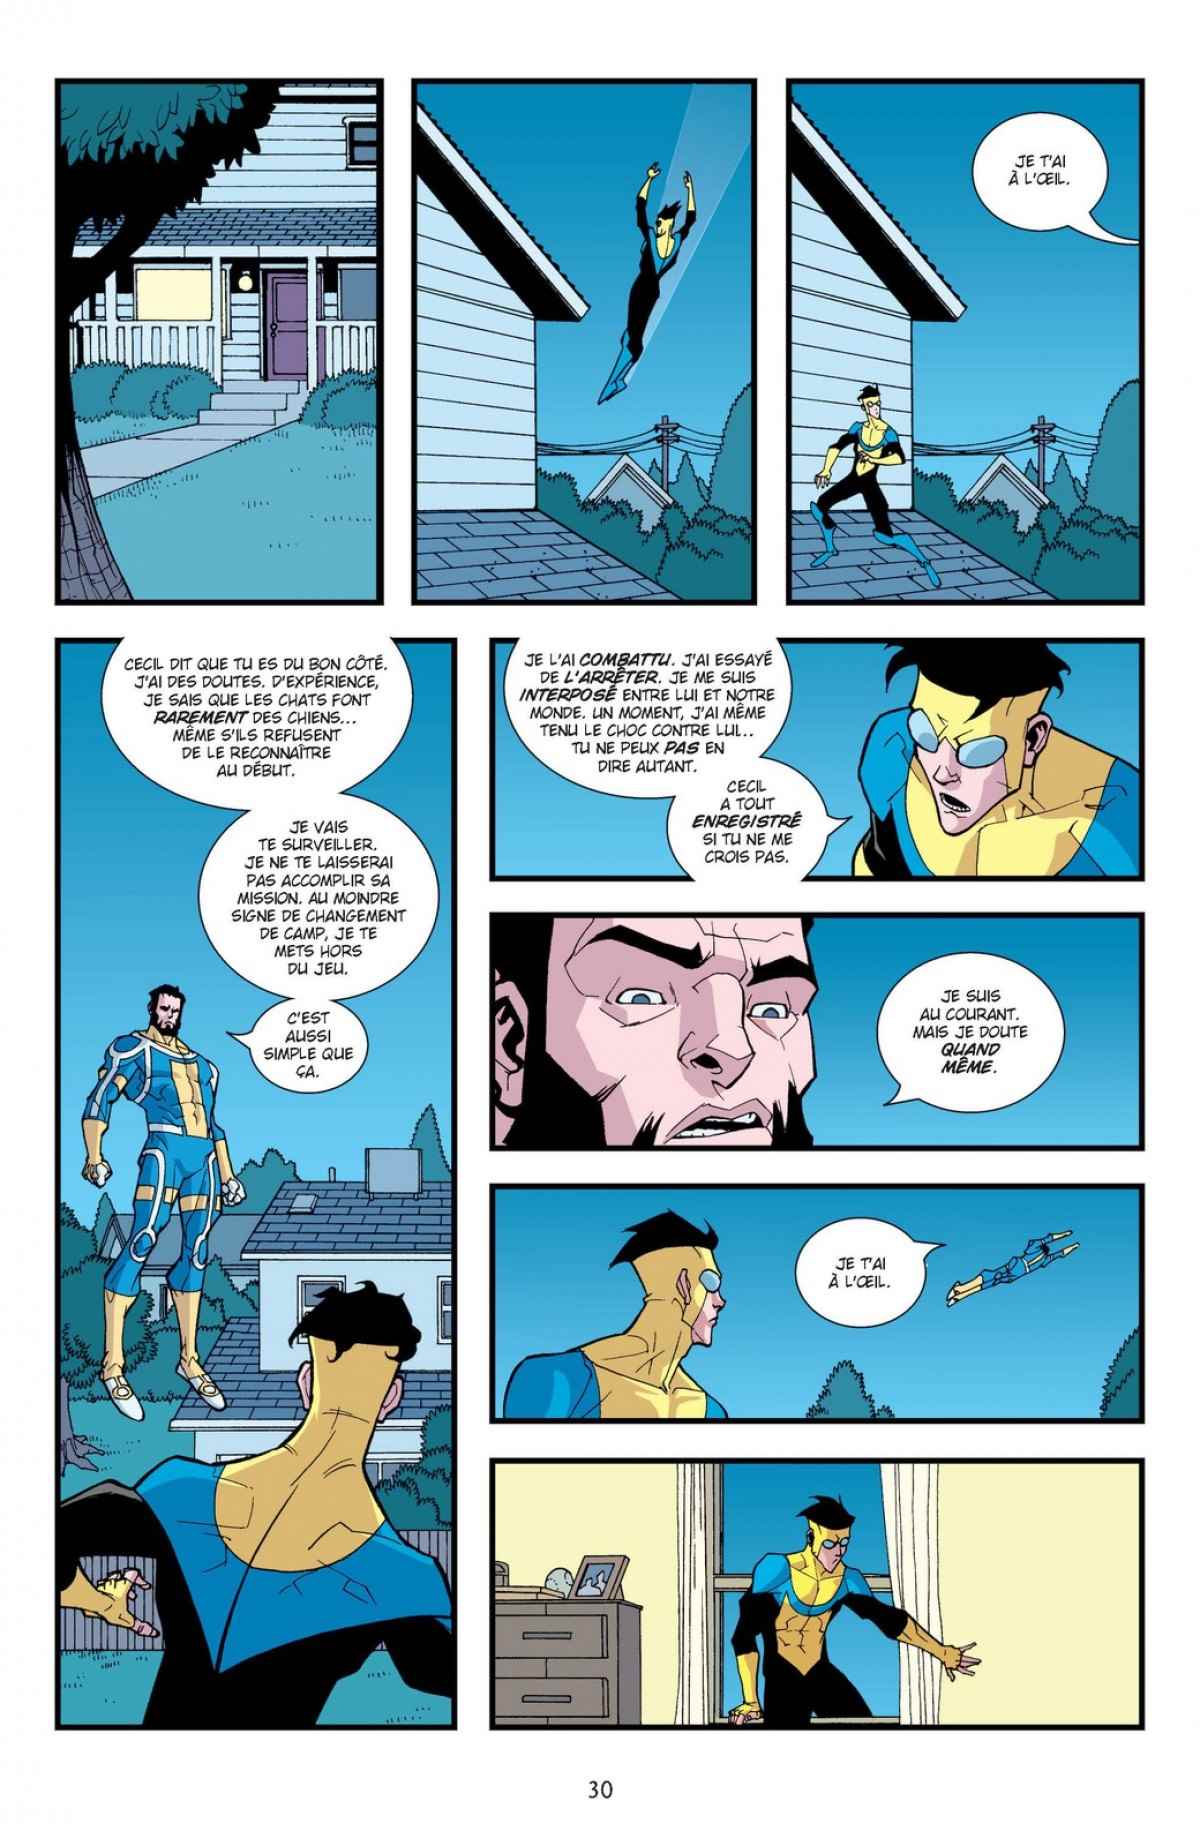 JE T'AI
À L'ŒIL.
CECIL DIT QUE TU ES DU BON CÔTÉ.
J'AI DES DOUTES. D'EXPÉRIENCE,
JE SAIS QUE LES CHATS FONT
RAREMENT DES CHIENS...
MÊME S'ILS REFUSENT
DE LE RECONNAÎTRE
AU DÉBUT.
JE VAIS
TE SURVEILLER.
JE NE TE LAISSERAI
PAS ACCOMPLIR SA
MISSION. AU MOINDRE
SIGNE DE CHANGEMENT
DE CAMP, JE TE
METS HORS
DU JEU.
C'EST
AUSSI
SIMPLE QUE
ÇA.
JE L'AI COMBATTU. J'AI ESSAYÉ
DE L'ARRÊTER. JE ME SUIS
INTERPOSÉ ENTRE LUI ET NOTRE
MONDE. UN MOMENT, J'AI MÊME
TENU LE CHOC CONTRE LUI...
TU NE PEUX PAS EN
DIRE AUTANT.
CECIL
A TOUT
ENREGISTRÉ
SI TU NE ME
CROIS PAS.
JE SUIS
AU COURANT.
MAIS JE DOUTE
QUAND
MÊME.
JE T'AI
À L'ŒIL.
30